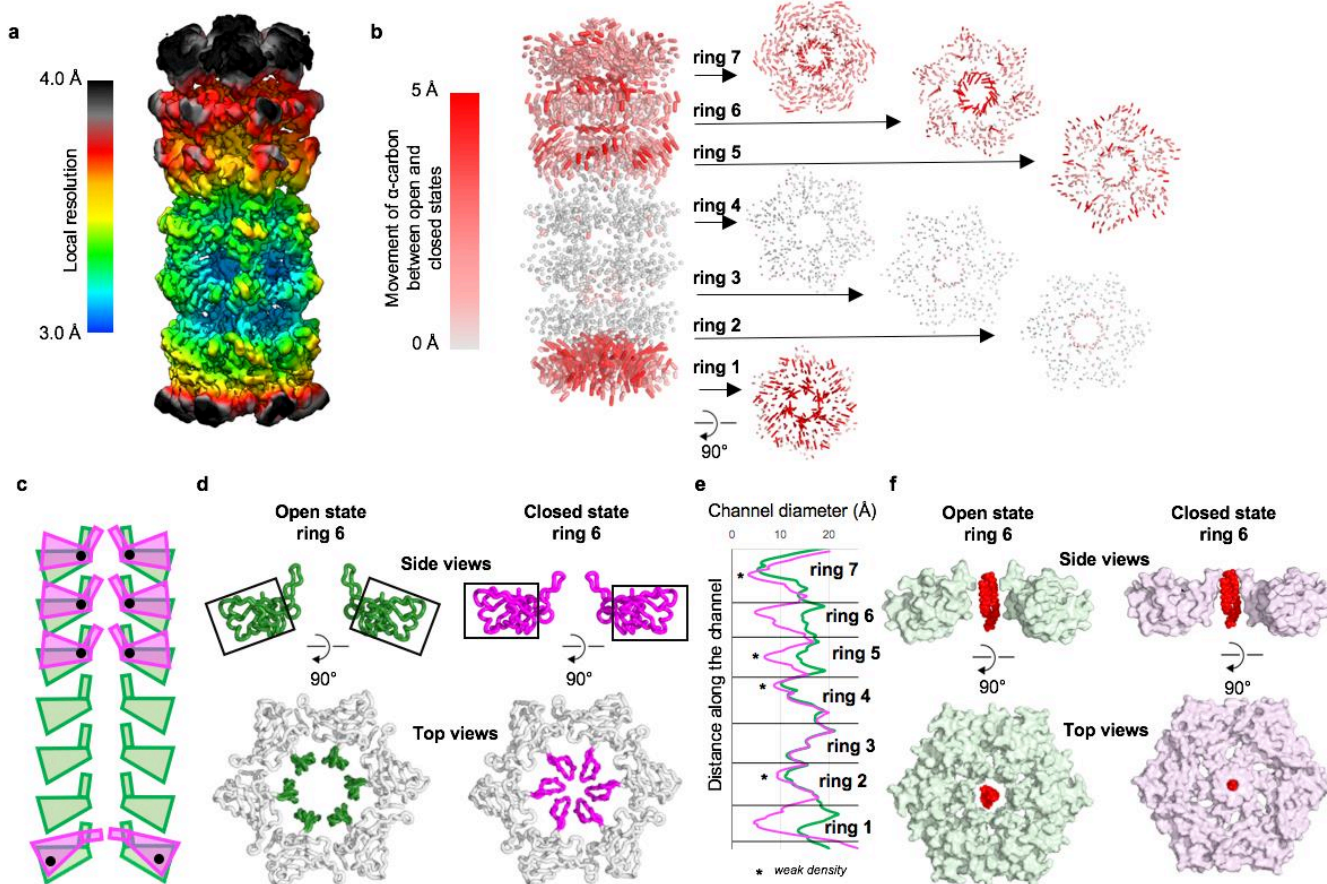 a
4.0 Å
Local resolution
3.0 Å
b
5 Å
Movement of α-carbon
between open and
closed states
0 Å
ring 7
ring 6
ring 5
ring 4
ring 3
ring 2
ring 1
90°
c
d
Open state
ring 6
Closed state
ring 6
Side views
90°
90°
Top views
e
Channel diameter (Å)
0 10 20
Distance along the channel
* ring 7
ring 6
* ring 5
* ring 4
ring 3
* ring 2
ring 1
* weak density
f
Open state
ring 6
Closed state
ring 6
Side views
90°
90°
Top views